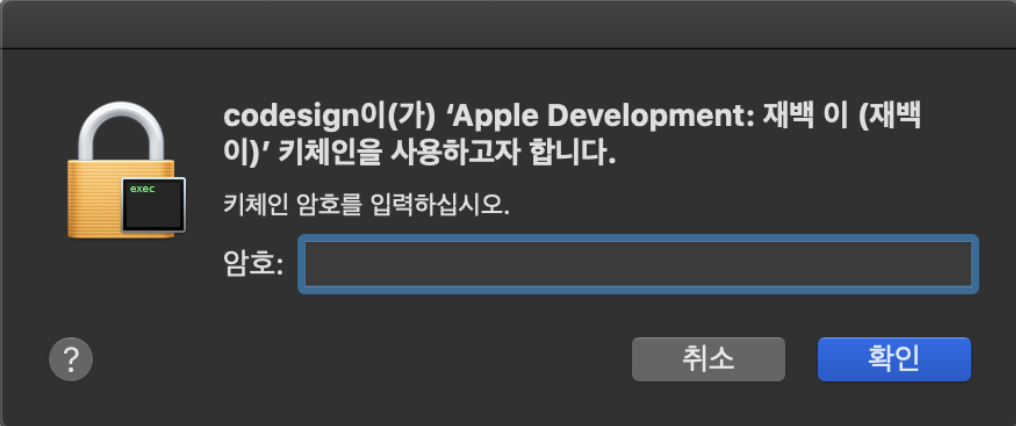 codesign이(가) ‘Apple Development: 재백 이 (재백
이)’ 키체인을 사용하고자 합니다.
exec
키체인 암호를 입력하십시오.
암호:
?
취소
확인